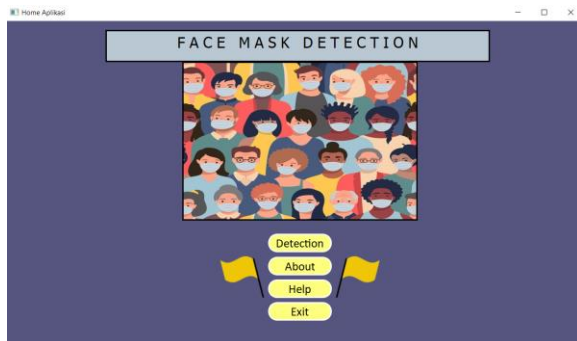 Home Aplikasi
FACE MASK DETECTION
Detection
About
Help
Exit